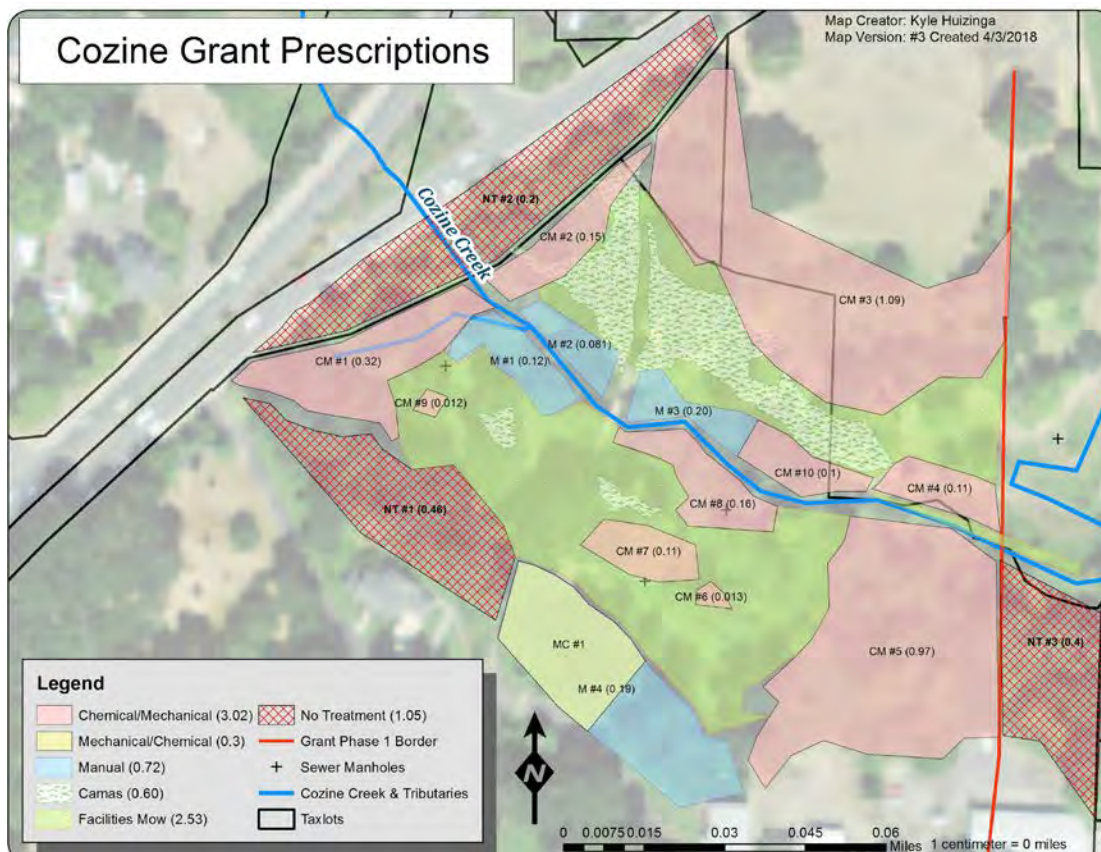 Cozine Grant Prescriptions
Map Creator: Kyle Huizinga
Map Version: #3 Created 4/3/2018
NT #2 (0.2)
Cozine Creek
CM #2 (0.15)
CM #3 (1.09)
CM #1 (0.32)
M #2 (0.081)
M #1 (0.12)
CM #9 (0.012)
M #3 (0.20)
CM #10 (0.1)
CM #4 (0.11)
NT #1 (0.46)
CM #8 (0.16)
CM #7 (0.11)
CM #6 (0.013)
MC #1
CM #5 (0.97)
NT #3 (0.4)
M #4 (0.19)
Legend
Chemical/Mechanical (3.02)
Mechanical/Chemical (0.3)
Manual (0.72)
Camas (0.60)
Facilities Mow (2.53)
No Treatment (1.05)
Grant Phase 1 Border
Sewer Manholes
Cozine Creek & Tributaries
Taxlots
N
0 0.0075 0.015 0.03 0.045 0.06
Miles
1 centimeter = 0 miles